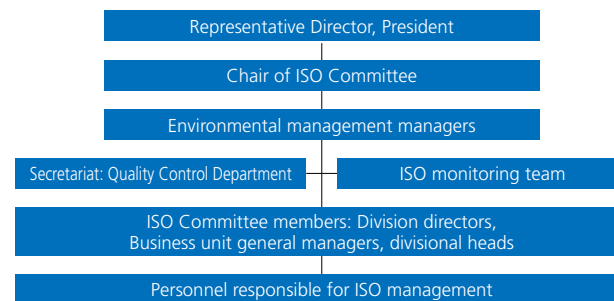 Representative Director, President
Chair of ISO Committee
Environmental management managers
Secretariat: Quality Control Department
ISO monitoring team
ISO Committee members: Division directors,
Business unit general managers, divisional heads
Personnel responsible for ISO management